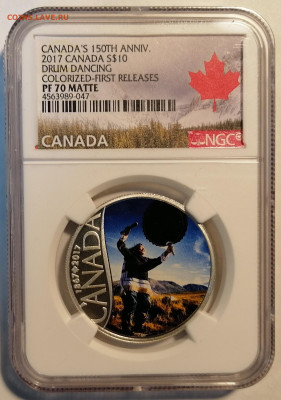 COINS.LAVE.RU
CANADA'S 150TH ANNIV.
2017 CANADA S$10
DRUM DANCING
COLORIZED-FIRST RELEASES
PF 70 MATTE
4563989-047
CANADA
NGC
1867 2017
CANADA